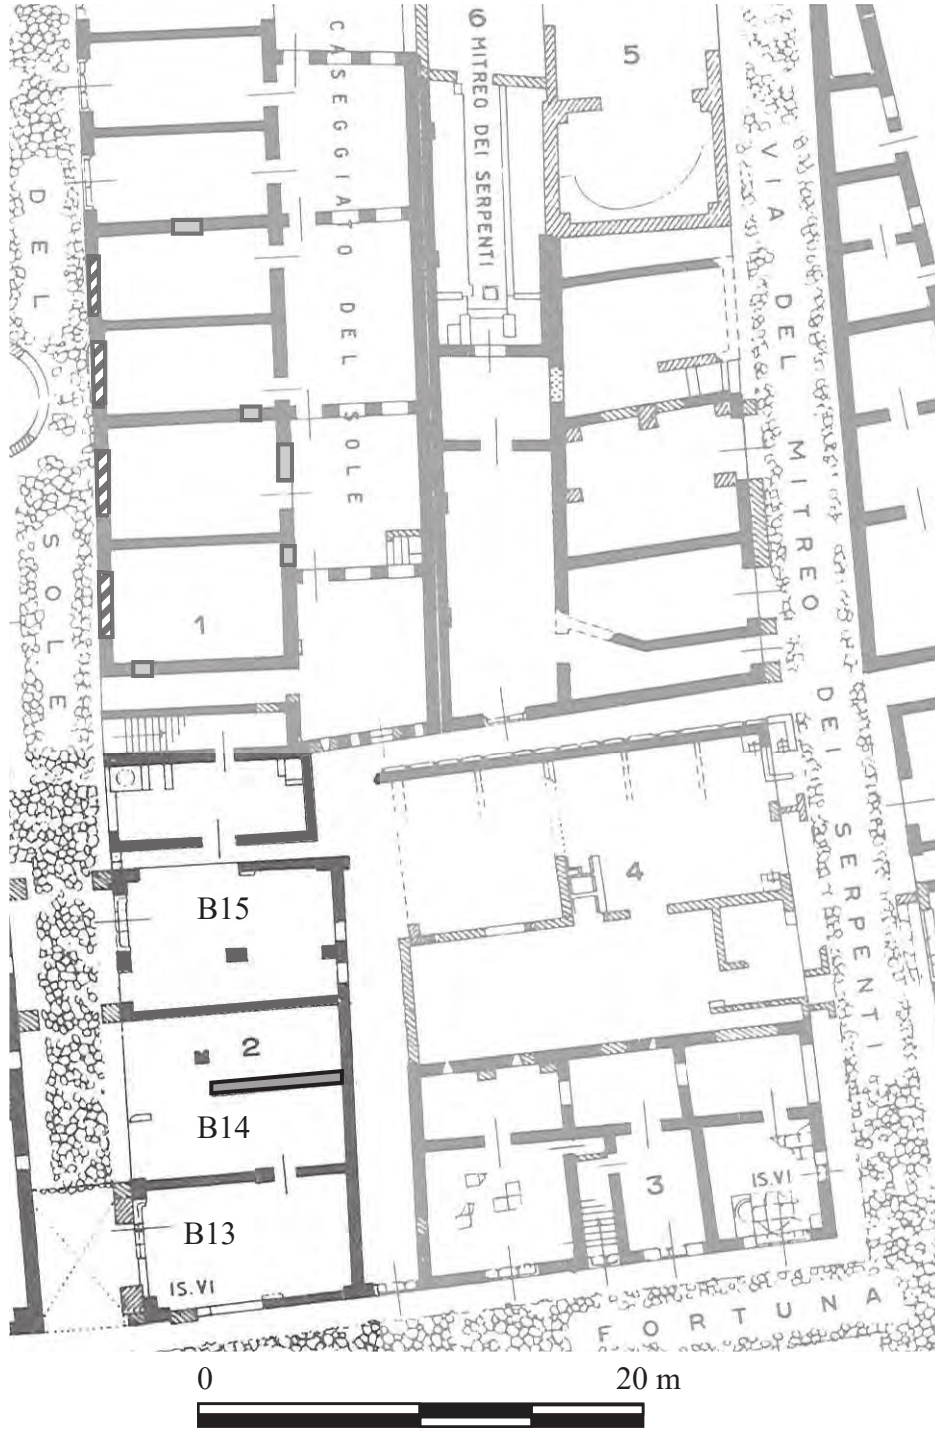 DEL SOLE
CASEGGIATO DEL SOLE
6 MITREO DEI SERPENTI
5
VIA DEL MITREO DEI SERPENTI
1
4
B15
2
B14
3
IS.VI
B13
IS.VI
FORTUNA
0 20 m